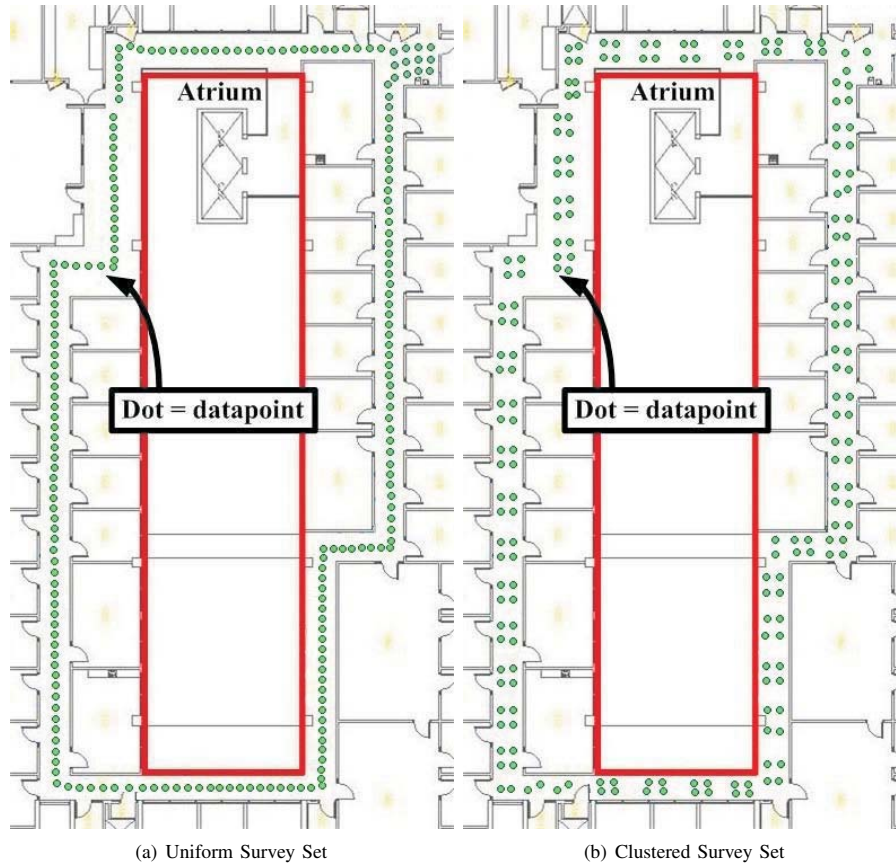 Atrium
Dot = datapoint
(a) Uniform Survey Set
Atrium
Dot = datapoint
(b) Clustered Survey Set